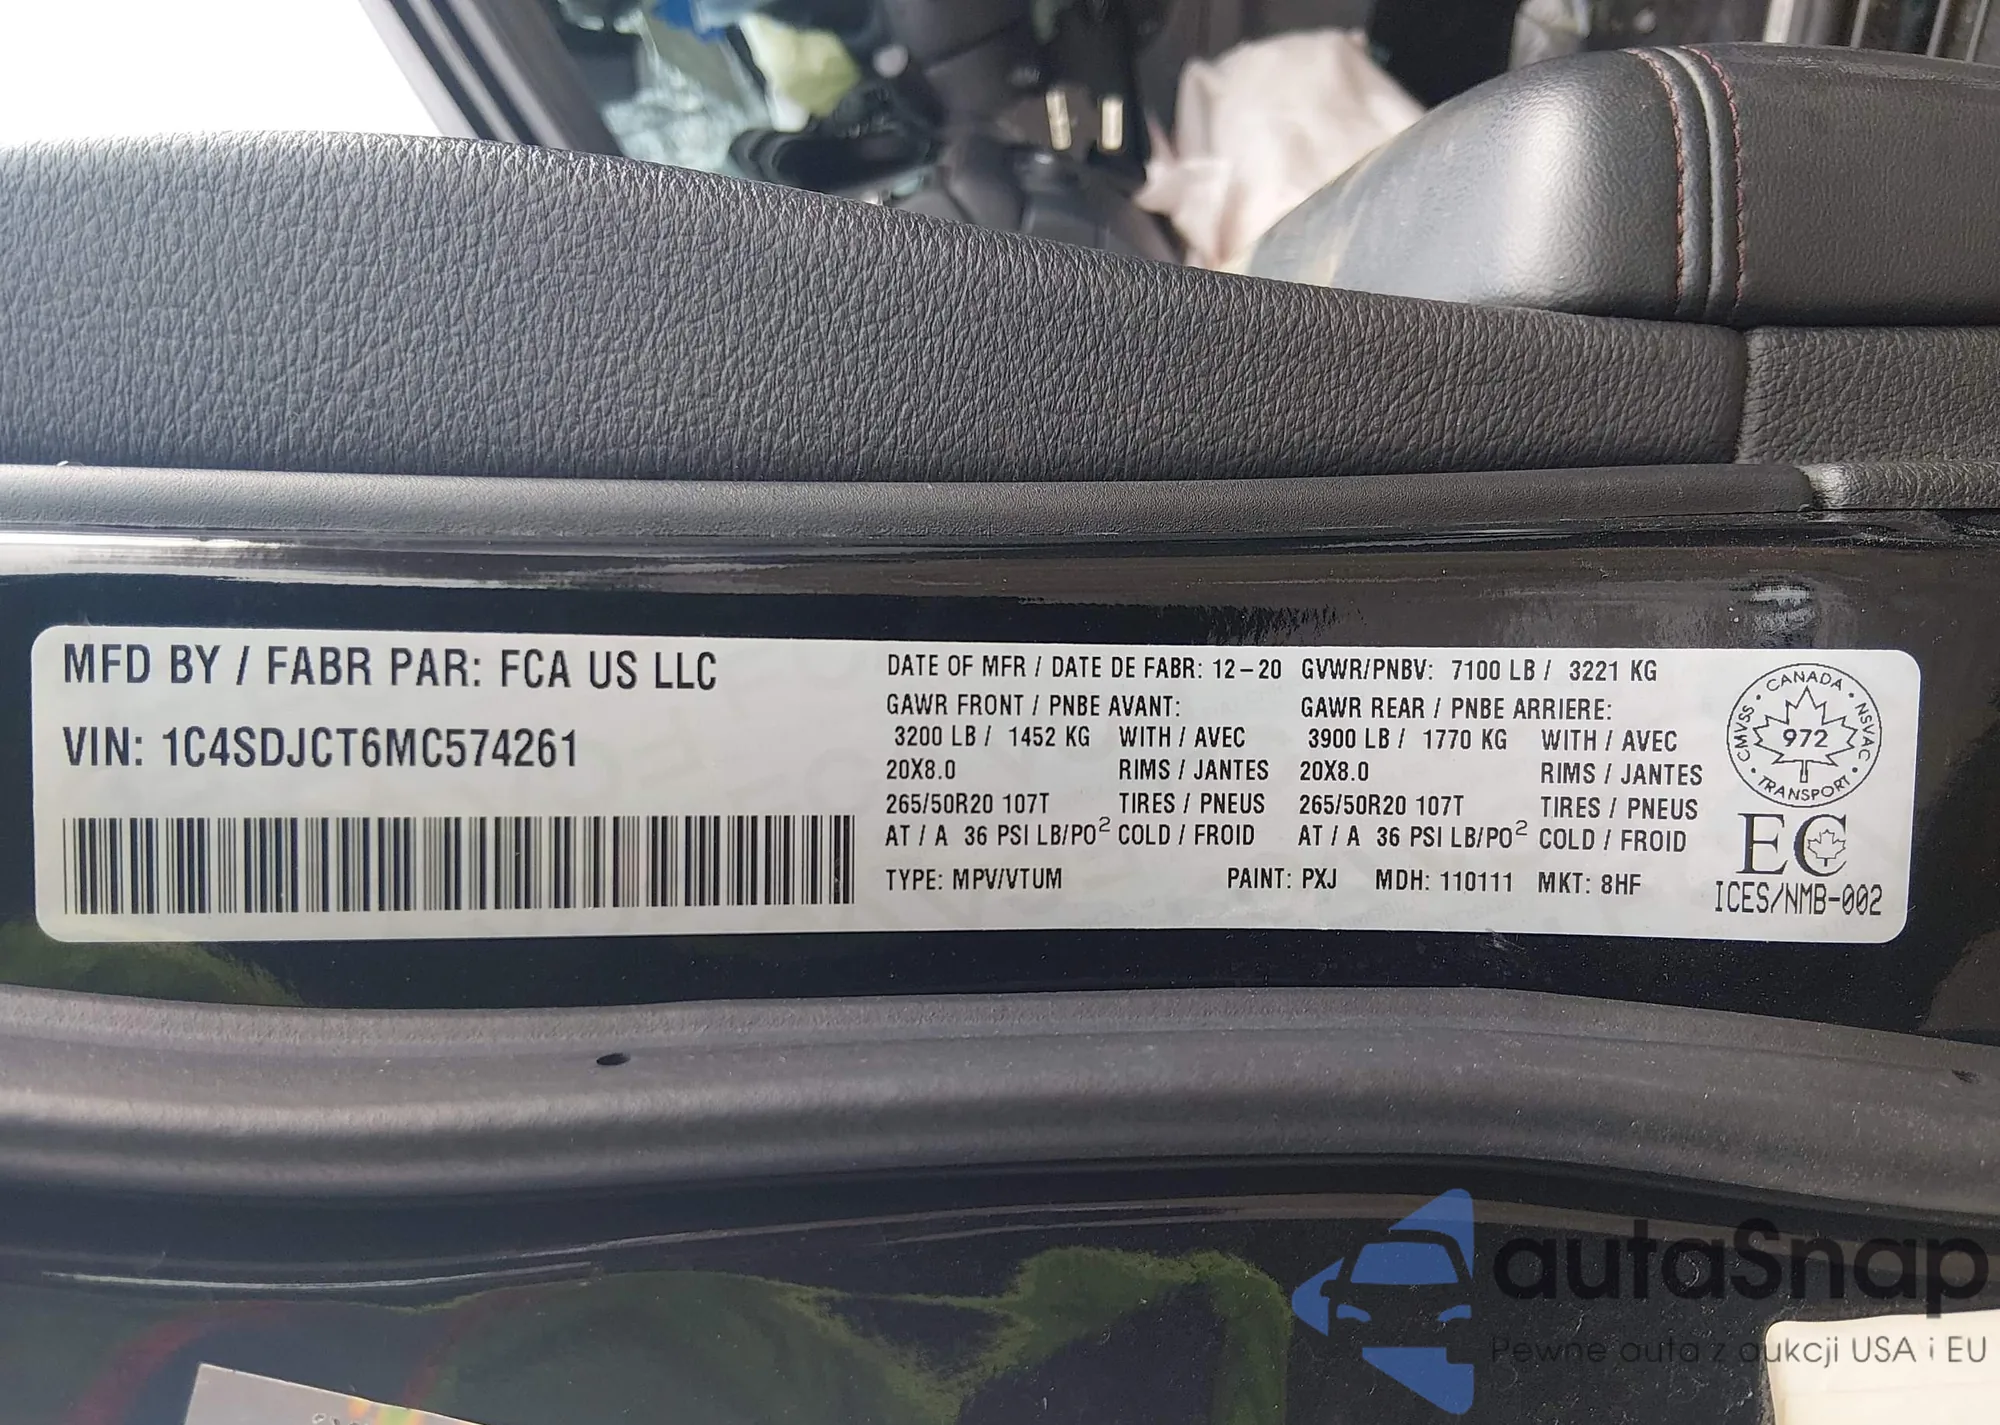 MFD BY / FABR PAR: FCA US LLC
VIN: 1C4SDJCT6MC574261
DATE OF MFR / DATE DE FABR: 12-20 GVWR/PNBV: 7100 LB / 3221 KG
GAWR FRONT / PNBE AVANT: GAWR REAR / PNBE ARRIERE:
3200 LB / 1452 KG WITH / AVEC 3900 LB / 1770 KG WITH / AVEC
20X8.0 RIMS / JANTES 20X8.0 RIMS / JANTES
265/50R20 107T TIRES / PNEUS 265/50R20 107T TIRES / PNEUS
AT / A 36 PSI LB/PO² COLD / FROID AT / A 36 PSI LB/PO² COLD / FROID
TYPE: MPV/VTUM PAINT: PXJ MDH: 110111 MKT: 8HF
CANADA · NSVAC · TRANSPORT · CMVSS ·
972
EC
ICES/NMB-002
autaSnap
Pewne auta z aukcji USA i EU